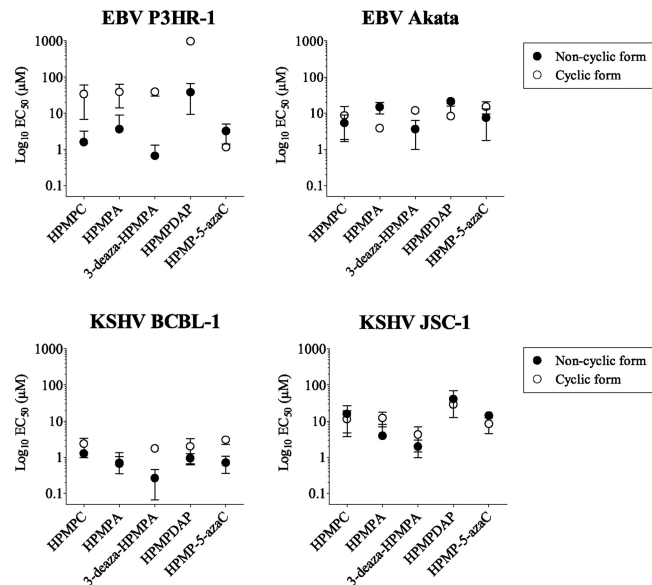 EBV P3HR-1
EBV Akata
Log10 EC50 (μM)
1000
100
10
1
0.1
HPMPC
HPMPA
3-deaza-HPMPA
HPMPDAP
HPMP-5-azaC
Log10 EC50 (μM)
1000
100
10
1
0.1
HPMPC
HPMPA
3-deaza-HPMPA
HPMPDAP
HPMP-5-azaC
Non-cyclic form
Cyclic form
KSHV BCBL-1
KSHV JSC-1
Log10 EC50 (μM)
1000
100
10
1
0.1
HPMPC
HPMPA
3-deaza-HPMPA
HPMPDAP
HPMP-5-azaC
Log10 EC50 (μM)
1000
100
10
1
0.1
HPMPC
HPMPA
3-deaza-HPMPA
HPMPDAP
HPMP-5-azaC
Non-cyclic form
Cyclic form